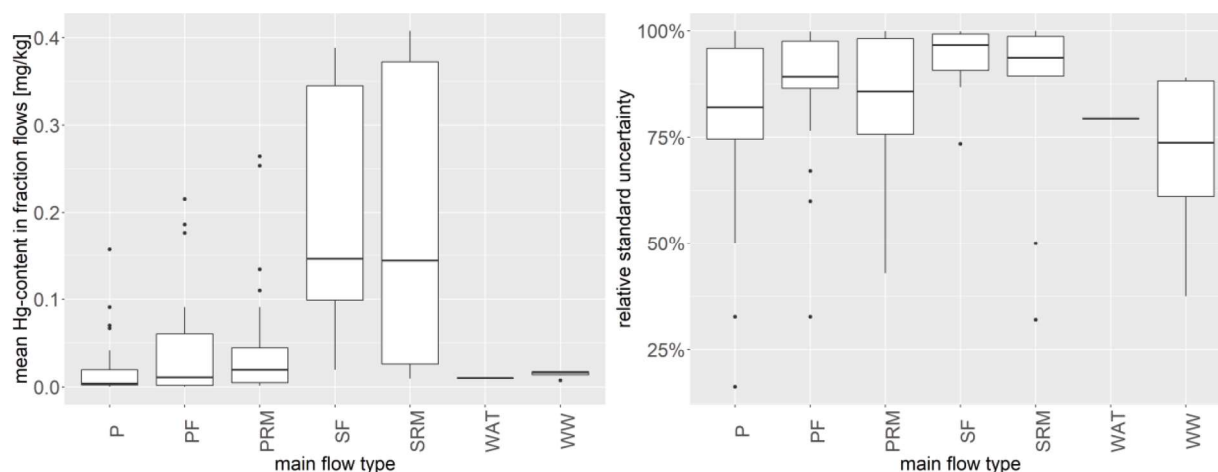 mean Hg-content in fraction flows [mg/kg]
0.4
0.3
0.2
0.1
0.0
P
PF
PRM
SF
SRM
WAT
WW
main flow type
relative standard uncertainty
100%
75%
50%
25%
P
PF
PRM
SF
SRM
WAT
WW
main flow type